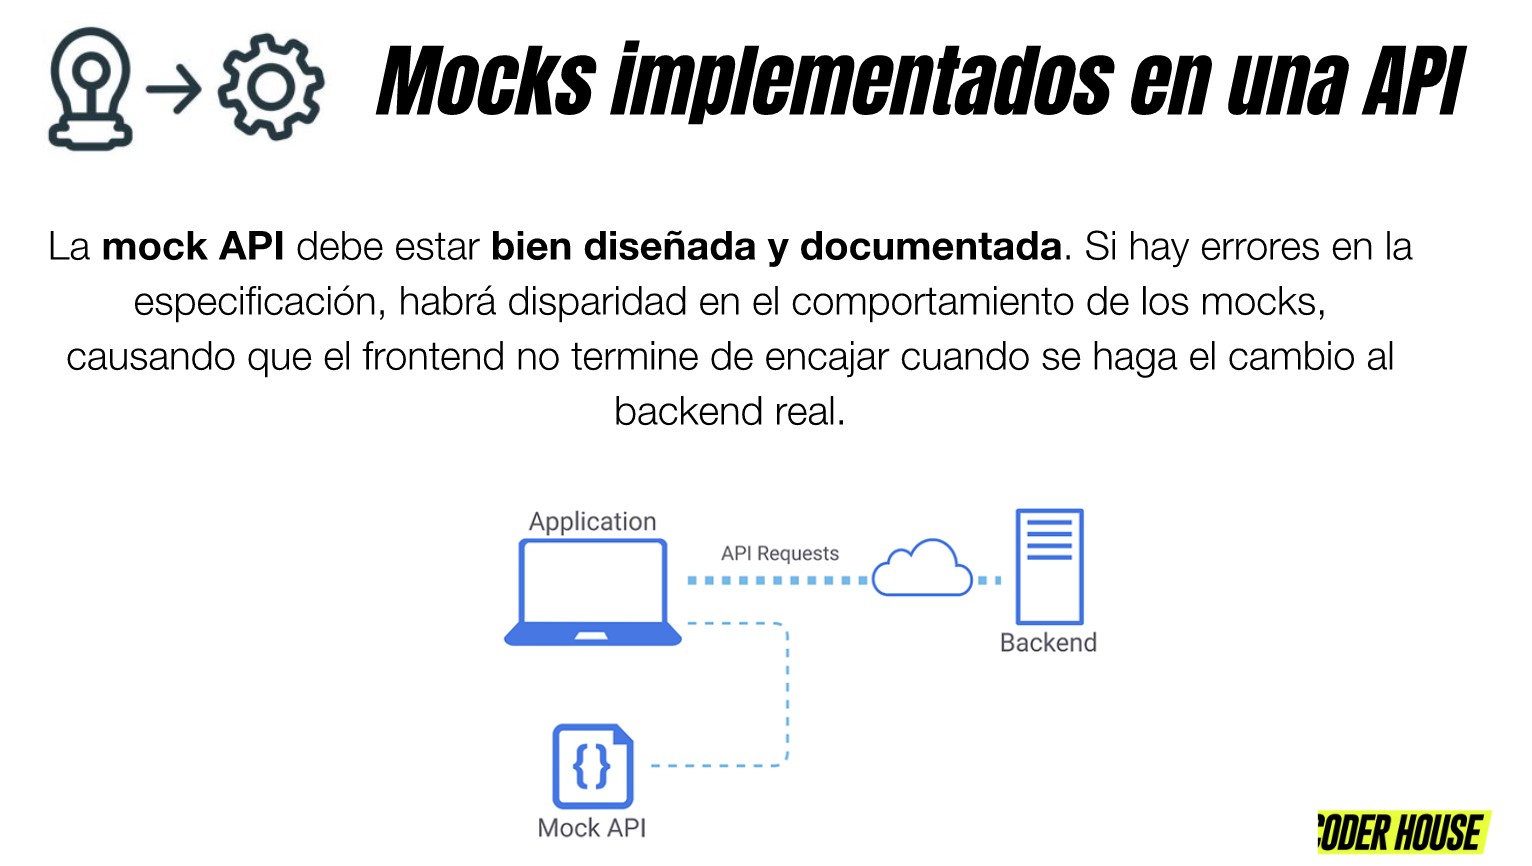 Mocks implementados en una API
La mock API debe estar bien diseñada y documentada. Si hay errores en la
especificación, habrá disparidad en el comportamiento de los mocks,
causando que el frontend no termine de encajar cuando se haga el cambio al
backend real.
Application
API Requests
Backend
{}
Mock API
CODER HOUSE